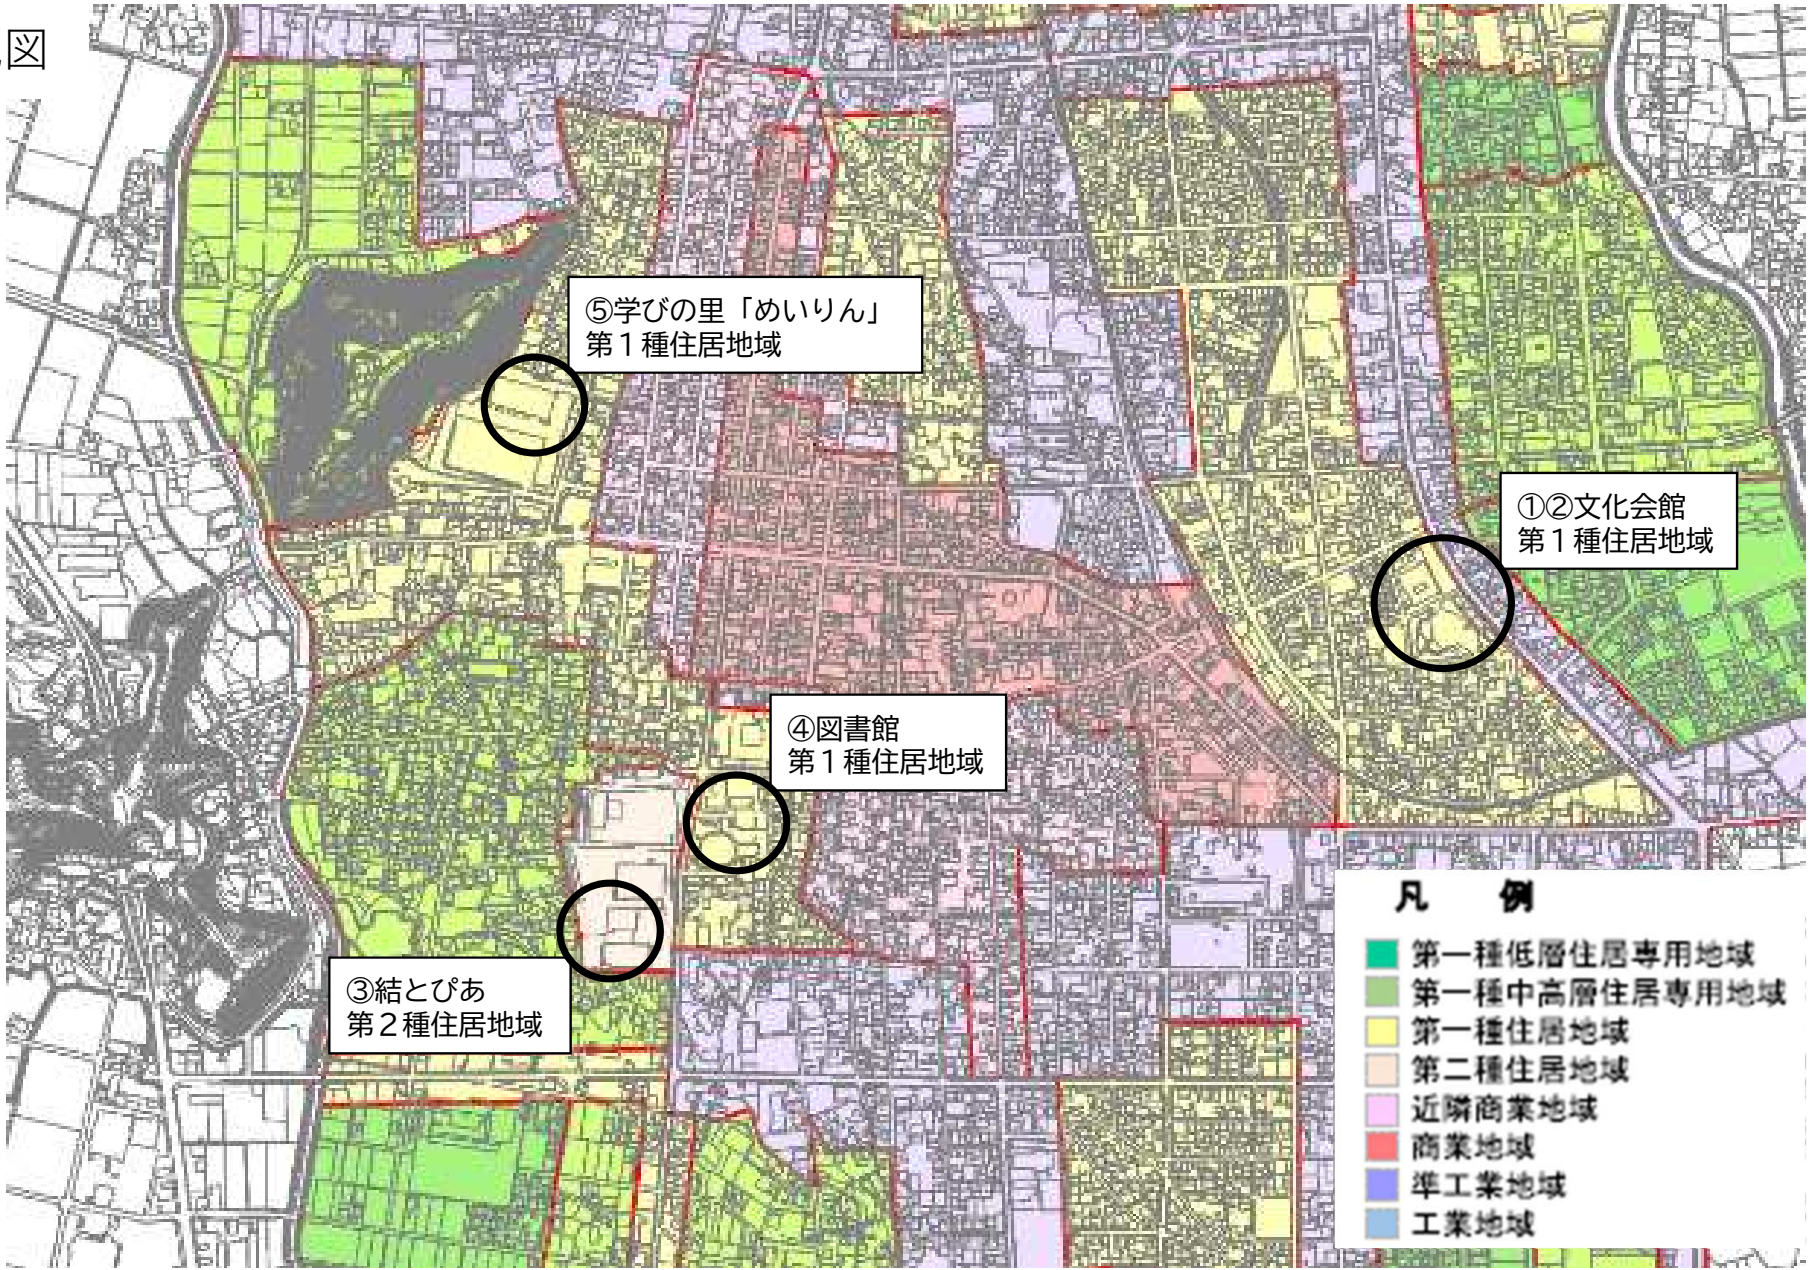 図
⑤学びの里「めいりん」
第１種住居地域
①②文化会館
第１種住居地域
④図書館
第１種住居地域
③結とぴあ
第２種住居地域
凡 例
第一種低層住居専用地域
第一種中高層住居専用地域
第一種住居地域
第二種住居地域
近隣商業地域
商業地域
準工業地域
工業地域